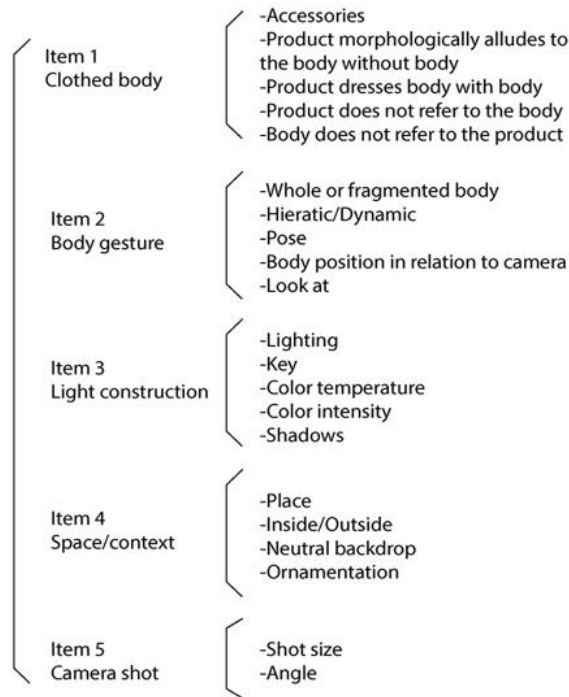 Item 1
Clothed body
-Accessories
-Product morphologically alludes to
the body without body
-Product dresses body with body
-Product does not refer to the body
-Body does not refer to the product
Item 2
Body gesture
-Whole or fragmented body
-Hieratic/Dynamic
-Pose
-Body position in relation to camera
-Look at
Item 3
Light construction
-Lighting
-Key
-Color temperature
-Color intensity
-Shadows
Item 4
Space/context
-Place
-Inside/Outside
-Neutral backdrop
-Ornamentation
Item 5
Camera shot
-Shot size
-Angle